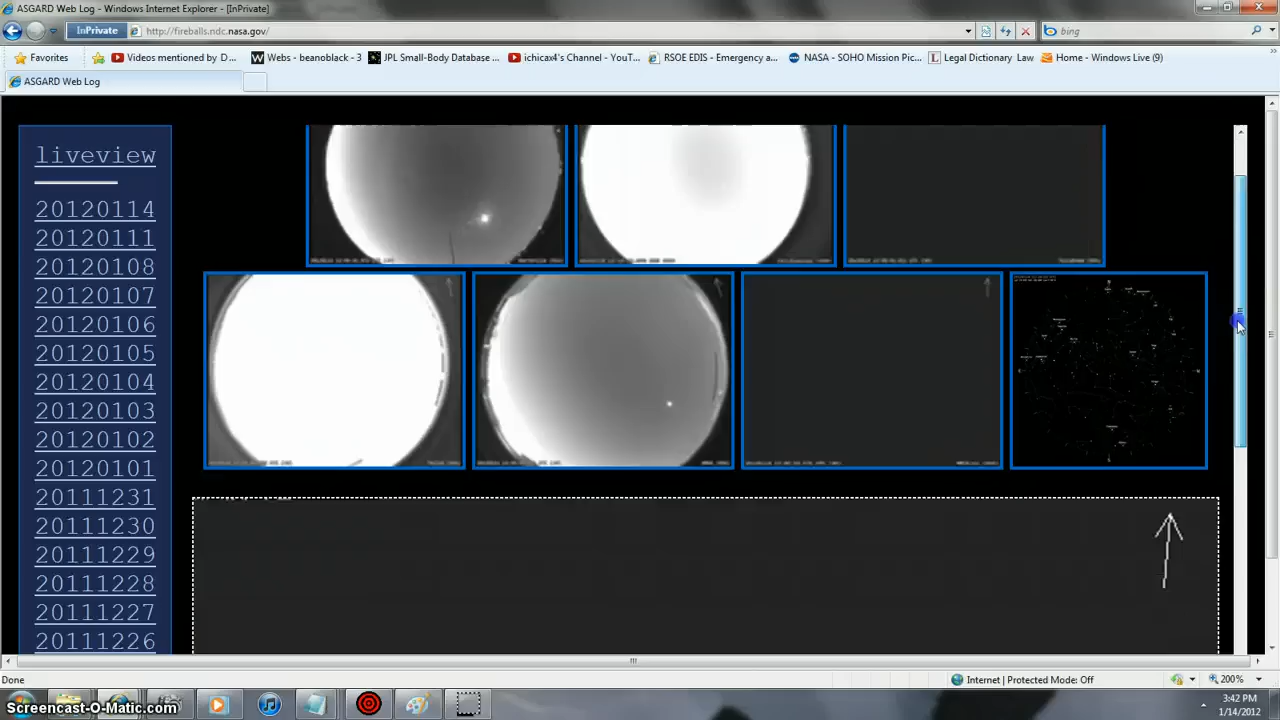 ASGARD Web Log - Windows Internet Explorer - [InPrivate]
InPrivate http://fireballs.ndc.nasa.gov/ bing
Favorites Videos mentioned by D ... Webs - beanoblack - 3 JPL Small-Body Database ... ichicax4's Channel - YouT... RSOE EDIS - Emergency a... NASA - SOHO Mission Pic... Legal Dictionary Law Home - Windows Live (9)
ASGARD Web Log
liveview
20120114
20120111
20120108
20120107
20120106
20120105
20120104
20120103
20120102
20120101
20111231
20111230
20111229
20111228
20111227
20111226
Done Internet | Protected Mode: Off 200%
Screencast-O-Matic.com
3:42 PM
1/14/2012